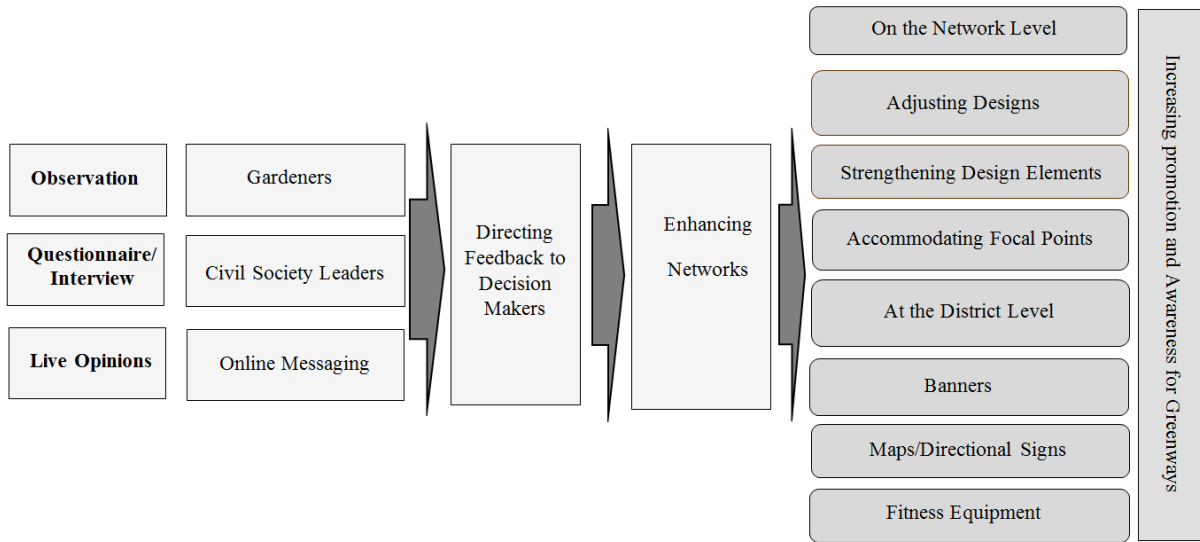 Observation
Gardeners
Questionnaire/
Interview
Civil Society Leaders
Live Opinions
Online Messaging
Directing
Feedback to
Decision
Makers
Enhancing
Networks
On the Network Level
Adjusting Designs
Strengthening Design Elements
Accommodating Focal Points
At the District Level
Banners
Maps/Directional Signs
Fitness Equipment
Increasing promotion and Awareness for Greenways